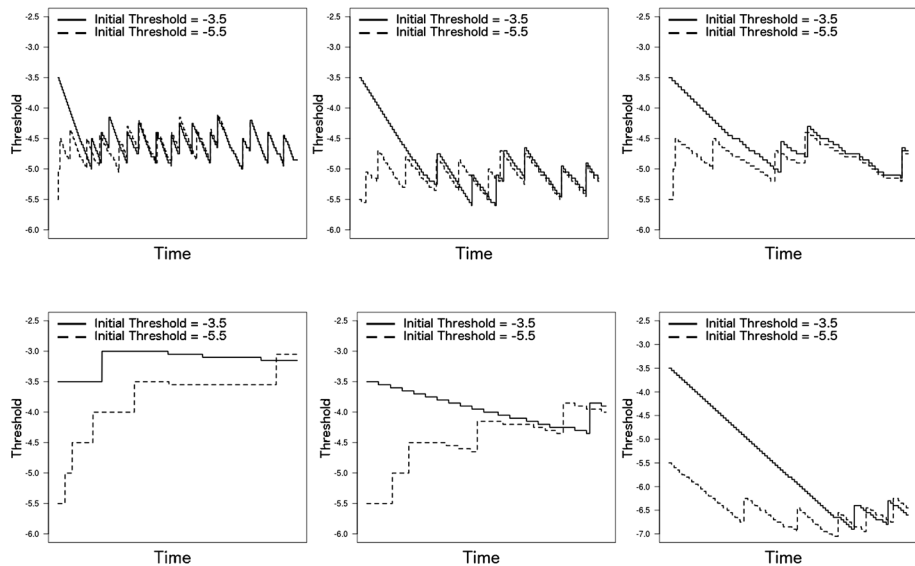 Initial Threshold = -3.5
Initial Threshold = -5.5
-2.5
-3.0
-3.5
-4.0
-4.5
-5.0
-5.5
-6.0
Threshold
Time
Initial Threshold = -3.5
Initial Threshold = -5.5
-2.5
-3.0
-3.5
-4.0
-4.5
-5.0
-5.5
-6.0
Threshold
Time
Initial Threshold = -3.5
Initial Threshold = -5.5
-2.5
-3.0
-3.5
-4.0
-4.5
-5.0
-5.5
-6.0
Threshold
Time
Initial Threshold = -3.5
Initial Threshold = -5.5
-2.5
-3.0
-3.5
-4.0
-4.5
-5.0
-5.5
-6.0
Threshold
Time
Initial Threshold = -3.5
Initial Threshold = -5.5
-2.5
-3.0
-3.5
-4.0
-4.5
-5.0
-5.5
-6.0
Threshold
Time
Initial Threshold = -3.5
Initial Threshold = -5.5
-2.5
-3.0
-3.5
-4.0
-4.5
-5.0
-5.5
-6.0
-6.5
-7.0
Threshold
Time